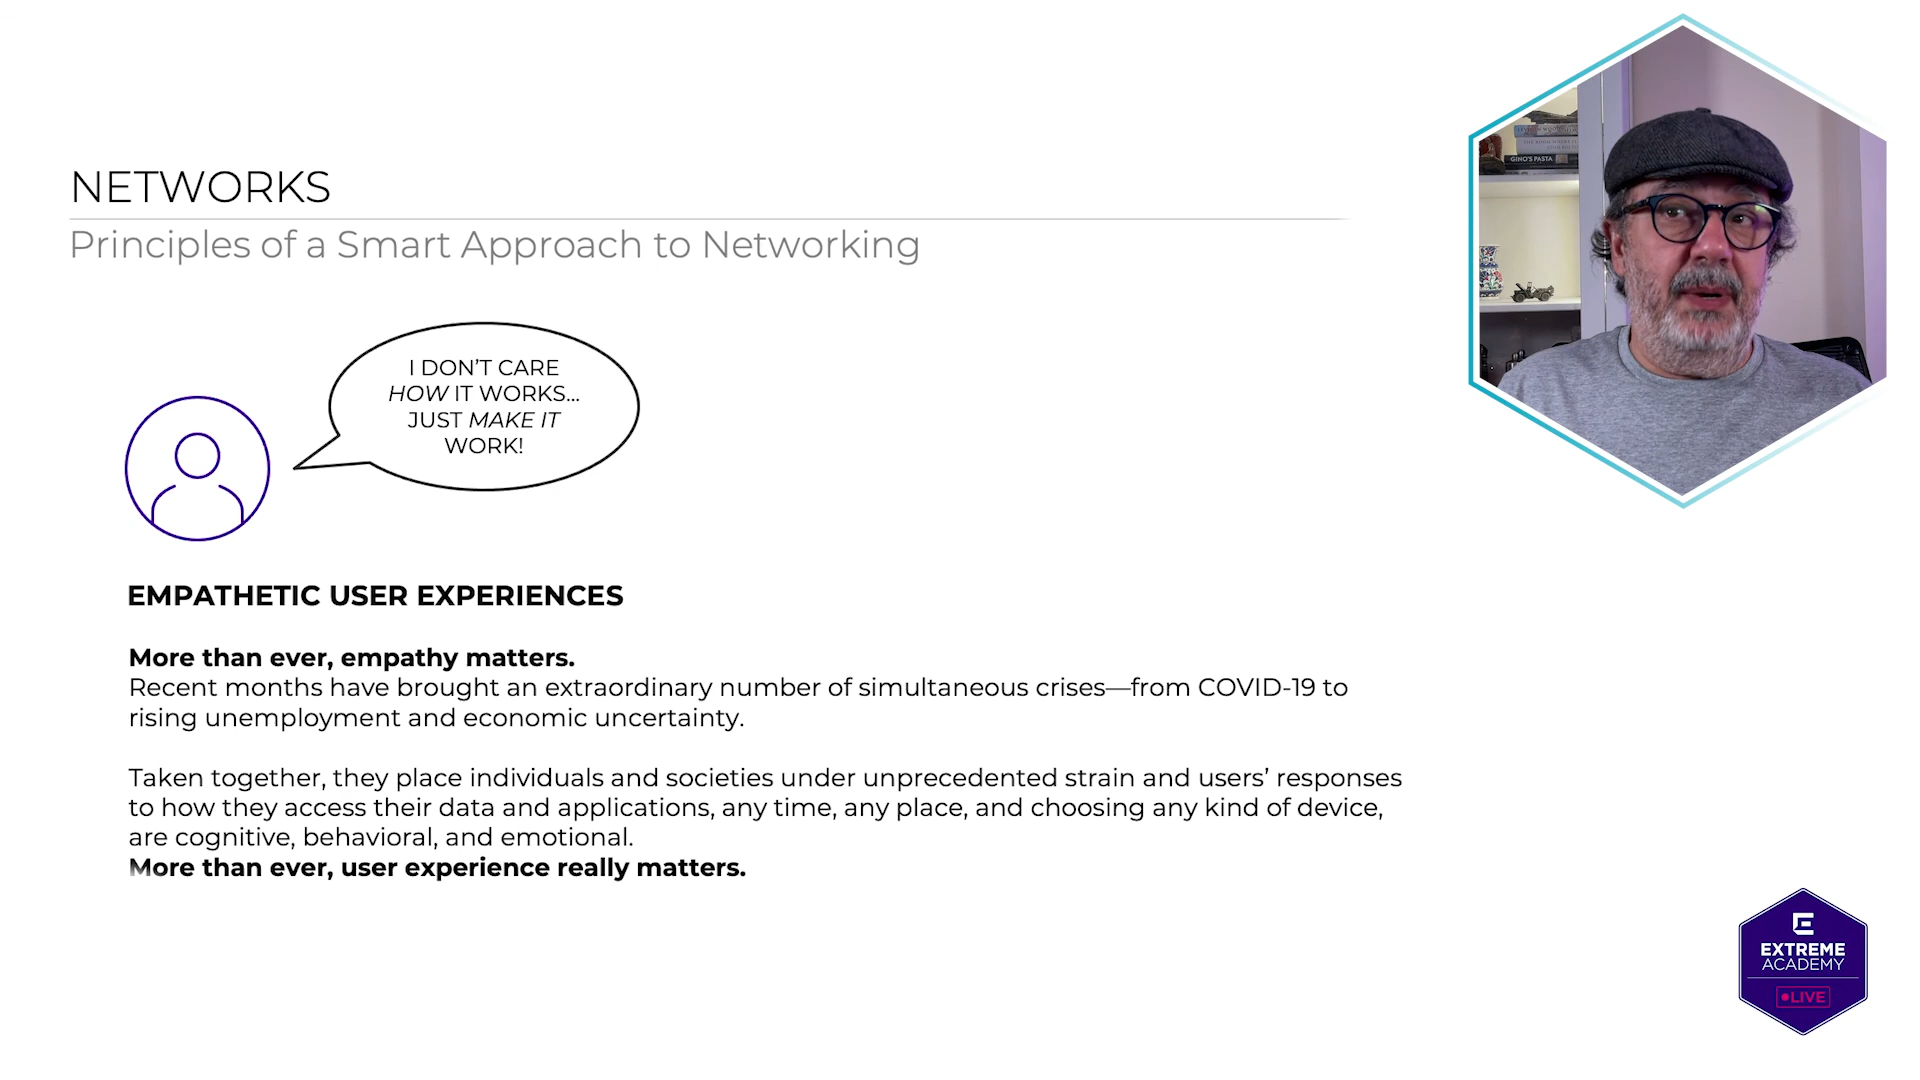 NETWORKS
Principles of a Smart Approach to Networking
I DON’T CARE
HOW IT WORKS...
JUST MAKE IT
WORK!
EMPATHETIC USER EXPERIENCES
More than ever, empathy matters.
Recent months have brought an extraordinary number of simultaneous crises—from COVID-19 to
rising unemployment and economic uncertainty.
Taken together, they place individuals and societies under unprecedented strain and users’ responses
to how they access their data and applications, any time, any place, and choosing any kind of device,
are cognitive, behavioral, and emotional.
More than ever, user experience really matters.
GINO'S PASTA
EXTREME
ACADEMY
LIVE